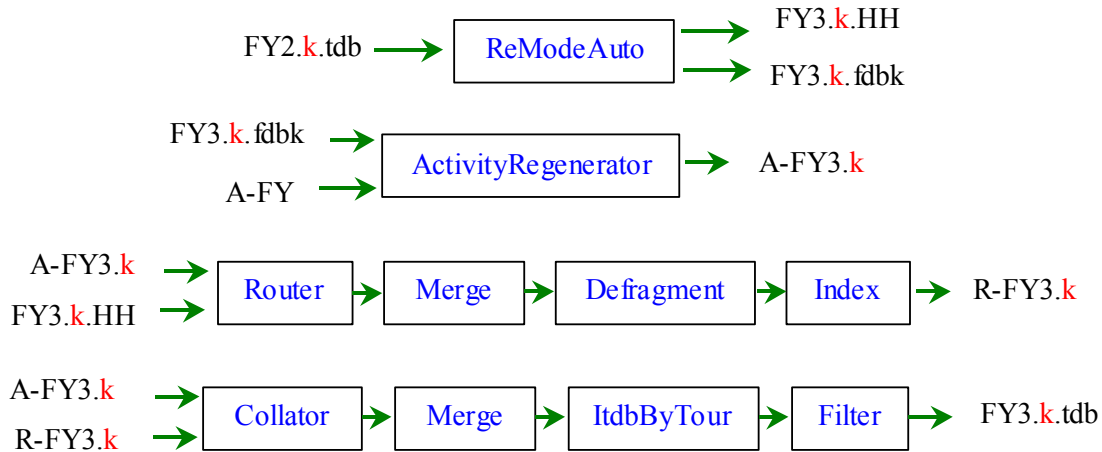 FY2.k.tdb ReModeAuto FY3.k.HH
FY3.k.fdbk
FY3.k.fdbk ActivityRegenerator A-FY3.k
A-FY
A-FY3.k Router Merge Defragment Index R-FY3.k
FY3.k.HH
A-FY3.k Collator Merge ItdbByTour Filter FY3.k.tdb
R-FY3.k